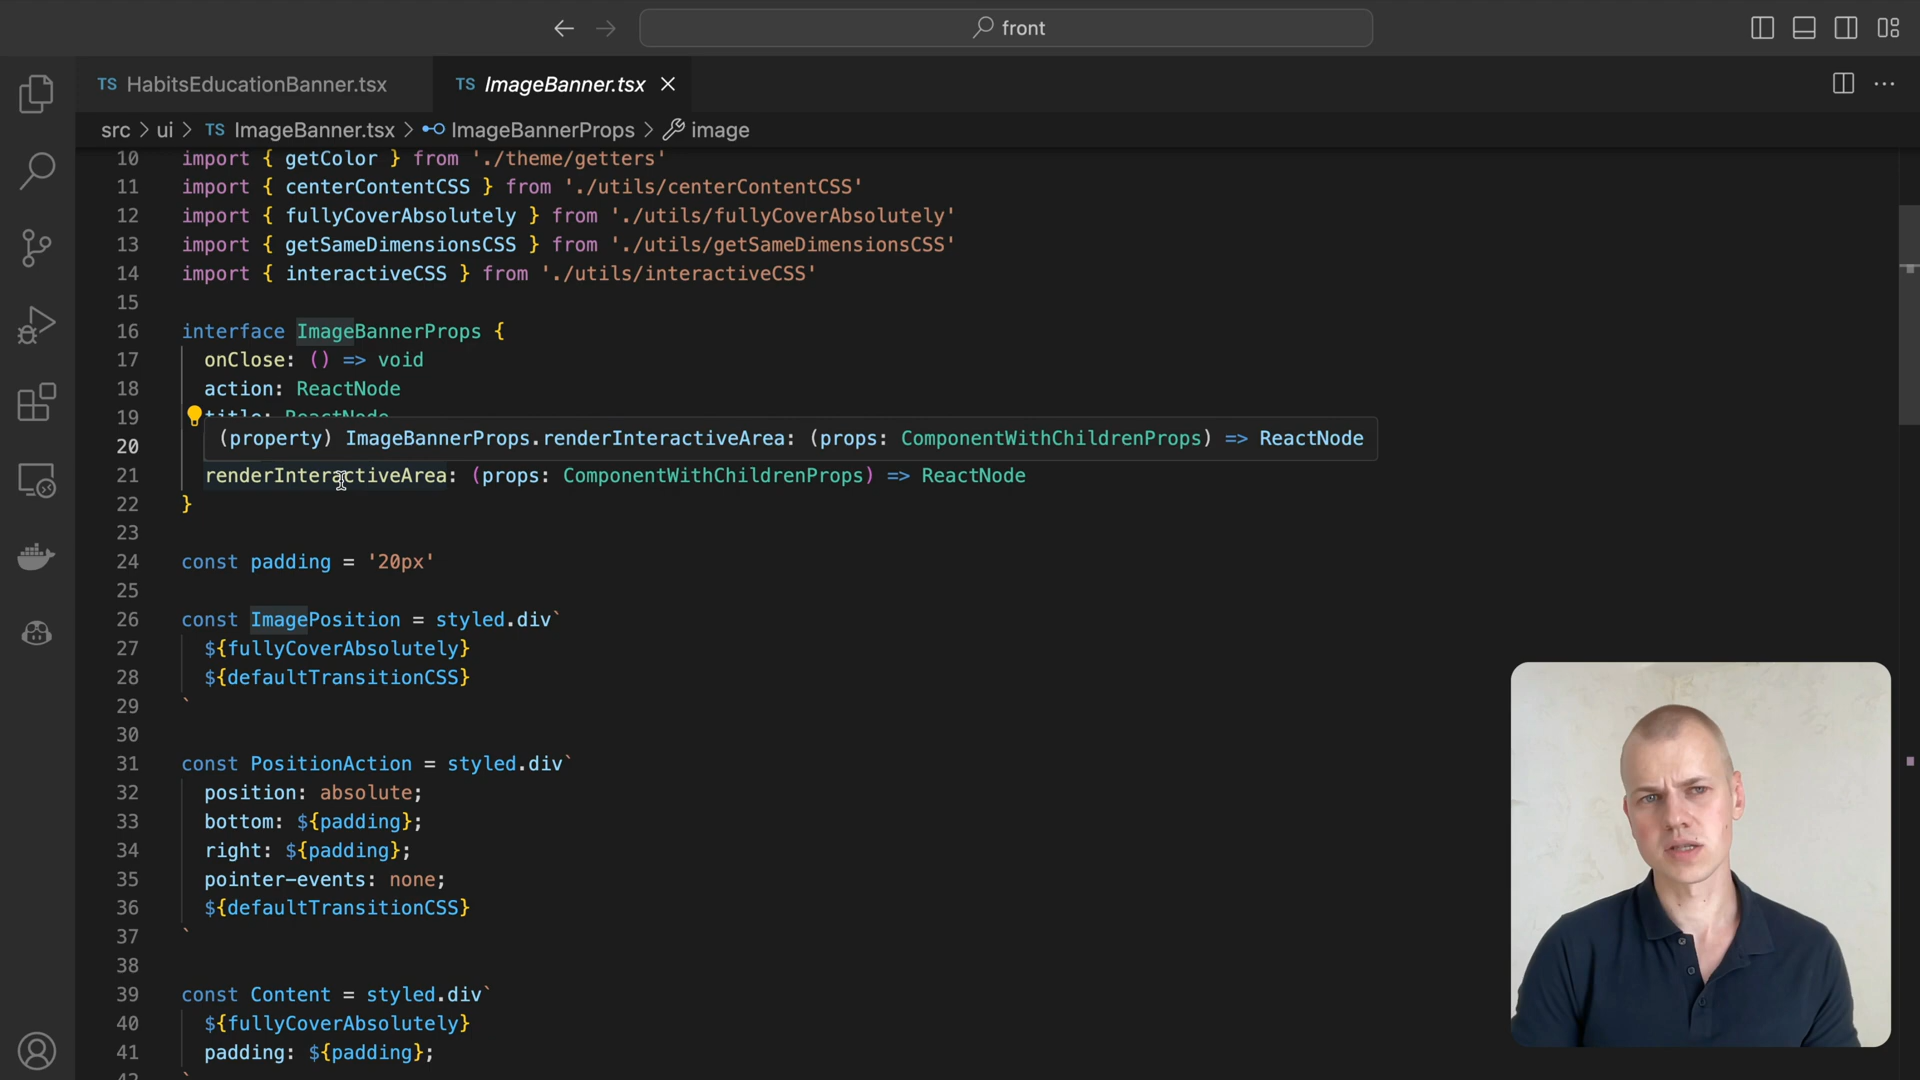 front
TS HabitsEducationBanner.tsx
TS ImageBanner.tsx
src > ui > TS ImageBanner.tsx > ImageBannerProps > image
10 import { getColor } from './theme/getters'
11 import { centerContentCSS } from './utils/centerContentCSS'
12 import { fullyCoverAbsolutely } from './utils/fullyCoverAbsolutely'
13 import { getSameDimensionsCSS } from './utils/getSameDimensionsCSS'
14 import { interactiveCSS } from './utils/interactiveCSS'
15
16 interface ImageBannerProps {
17 onClose: () => void
18 action: ReactNode
19 title: ReactNode
(property) ImageBannerProps.renderInteractiveArea: (props: ComponentWithChildrenProps) => ReactNode
20
21 renderInteractiveArea: (props: ComponentWithChildrenProps) => ReactNode
22 }
23
24 const padding = '20px'
25
26 const ImagePosition = styled.div`
27 ${fullyCoverAbsolutely}
28 ${defaultTransitionCSS}
29 `
30
31 const PositionAction = styled.div`
32 position: absolute;
33 bottom: ${padding};
34 right: ${padding};
35 pointer-events: none;
36 ${defaultTransitionCSS}
37 `
38
39 const Content = styled.div`
40 ${fullyCoverAbsolutely}
41 padding: ${padding};